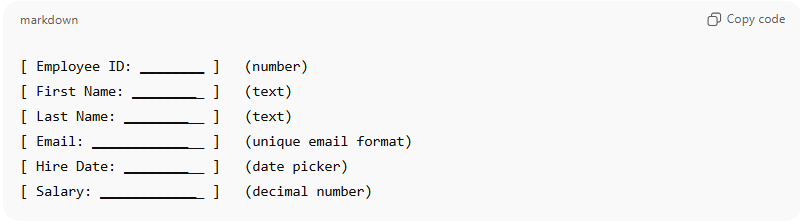 markdown
Copy code
[ Employee ID: ________ ]   (number)
[ First Name: _________ ]   (text)
[ Last Name: __________ ]   (text)
[ Email: ______________ ]   (unique email format)
[ Hire Date: __________ ]   (date picker)
[ Salary: _____________ ]   (decimal number)